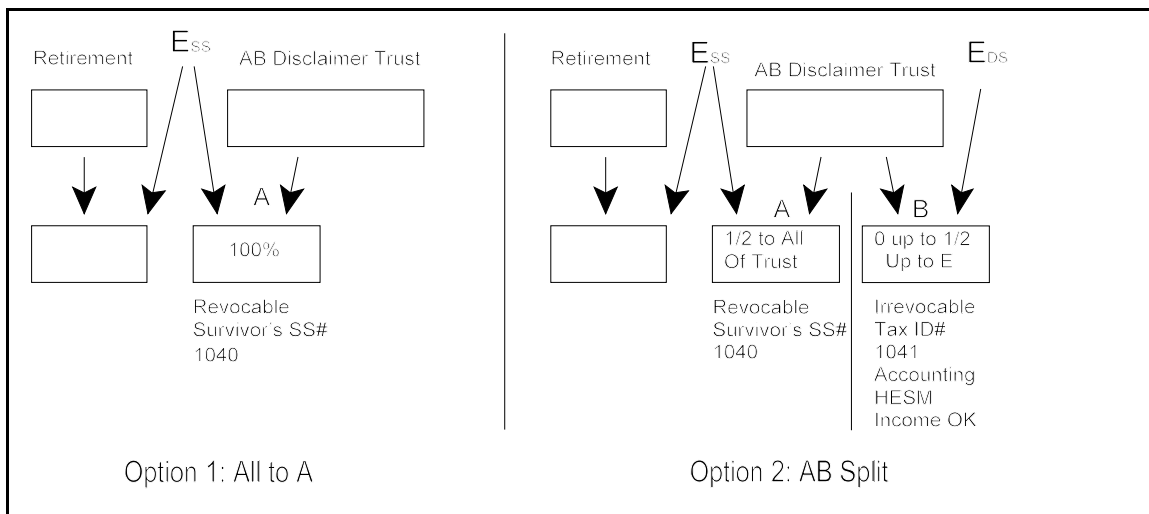 Retirement
ESS
AB Disclaimer Trust
A
100%
Revocable
Survivor's SS#
1040
Option 1: All to A
Retirement
ESS
AB Disclaimer Trust
EDS
A
1/2 to All
Of Trust
Revocable
Survivor's SS#
1040
B
0 up to 1/2
Up to E
Irrevocable
Tax ID#
1041
Accounting
HESM
Income OK
Option 2: AB Split